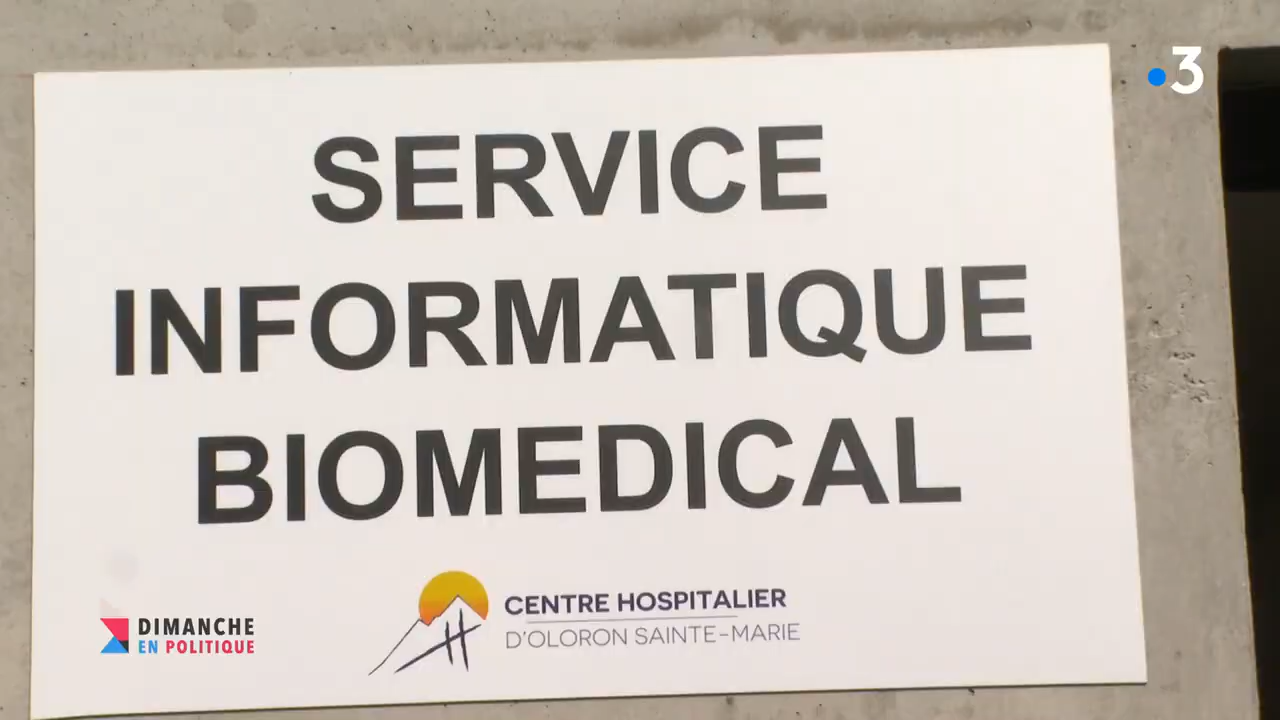 .3
SERVICE
INFORMATIQUE
BIOMEDICAL
CENTRE HOSPITALIER
D'OLORON SAINTE-MARIE
DIMANCHE
EN POLITIQUE